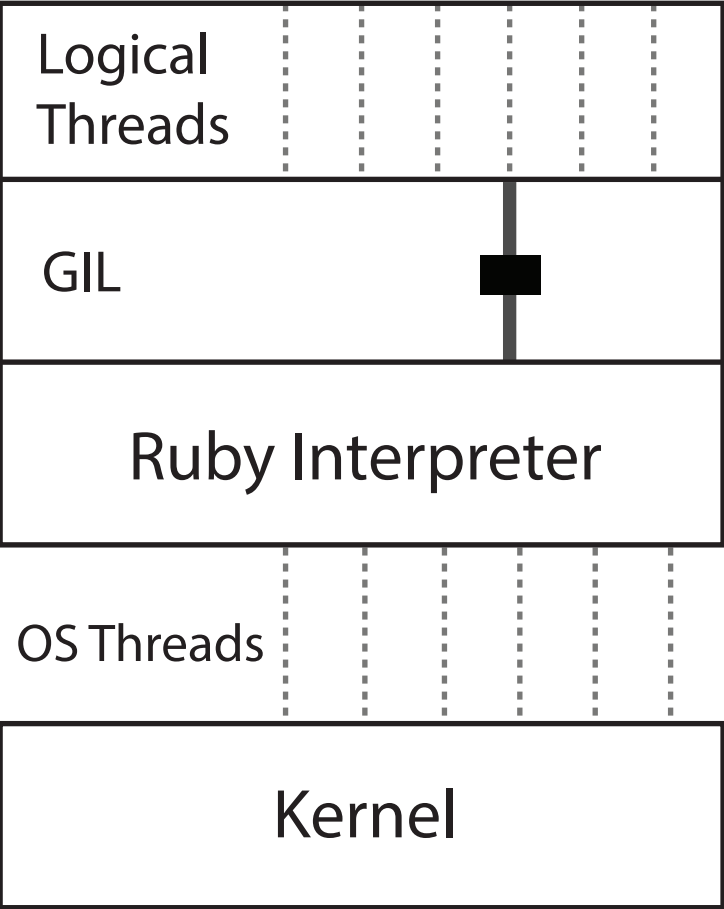 Logical
Threads
GIL
Ruby Interpreter
OS Threads
Kernel